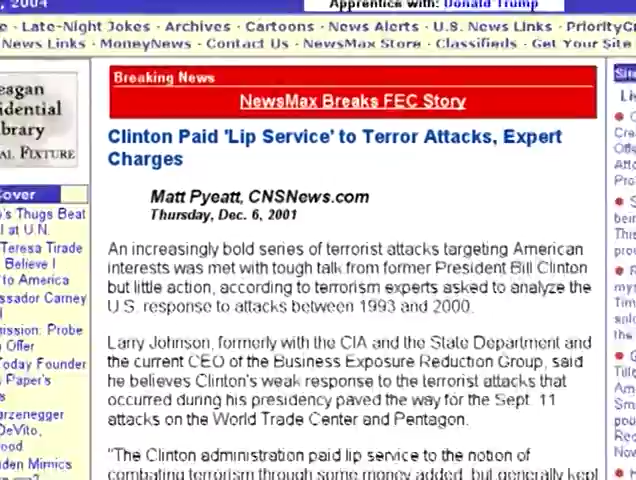 , 2004
Apprentice with: Donald Trump
e - Late-Night Jokes - Archives - Cartoons - News Alerts - U.S. News Links - PriorityG
News Links - MoneyNews - Contact Us - NewsMax Store - Classifieds - Get Your Site
eagan
idential
brary
AL FIXTURE
over
's Thugs Beat
l at U.N.
Teresa Tirade
Believe I
to America
ssador Carney
ission: Probe
Offer
oday Founder
Paper's
s
arzenegger
DeVito,
ood
den Mimics
Breaking News
NewsMax Breaks FEC Story
Clinton Paid 'Lip Service' to Terror Attacks, Expert
Charges
Matt Pyeatt, CNSNews.com
Thursday, Dec. 6, 2001
An increasingly bold series of terrorist attacks targeting American
interests was met with tough talk from former President Bill Clinton
but little action, according to terrorism experts asked to analyze the
U.S. response to attacks between 1993 and 2000.
Larry Johnson, formerly with the CIA and the State Department and
the current CEO of the Business Exposure Reduction Group, said
he believes Clinton's weak response to the terrorist attacks that
occurred during his presidency paved the way for the Sept. 11
attacks on the World Trade Center and Pentagon.
"The Clinton administration paid lip service to the notion of
combating terrorism through some money added, but generally kept